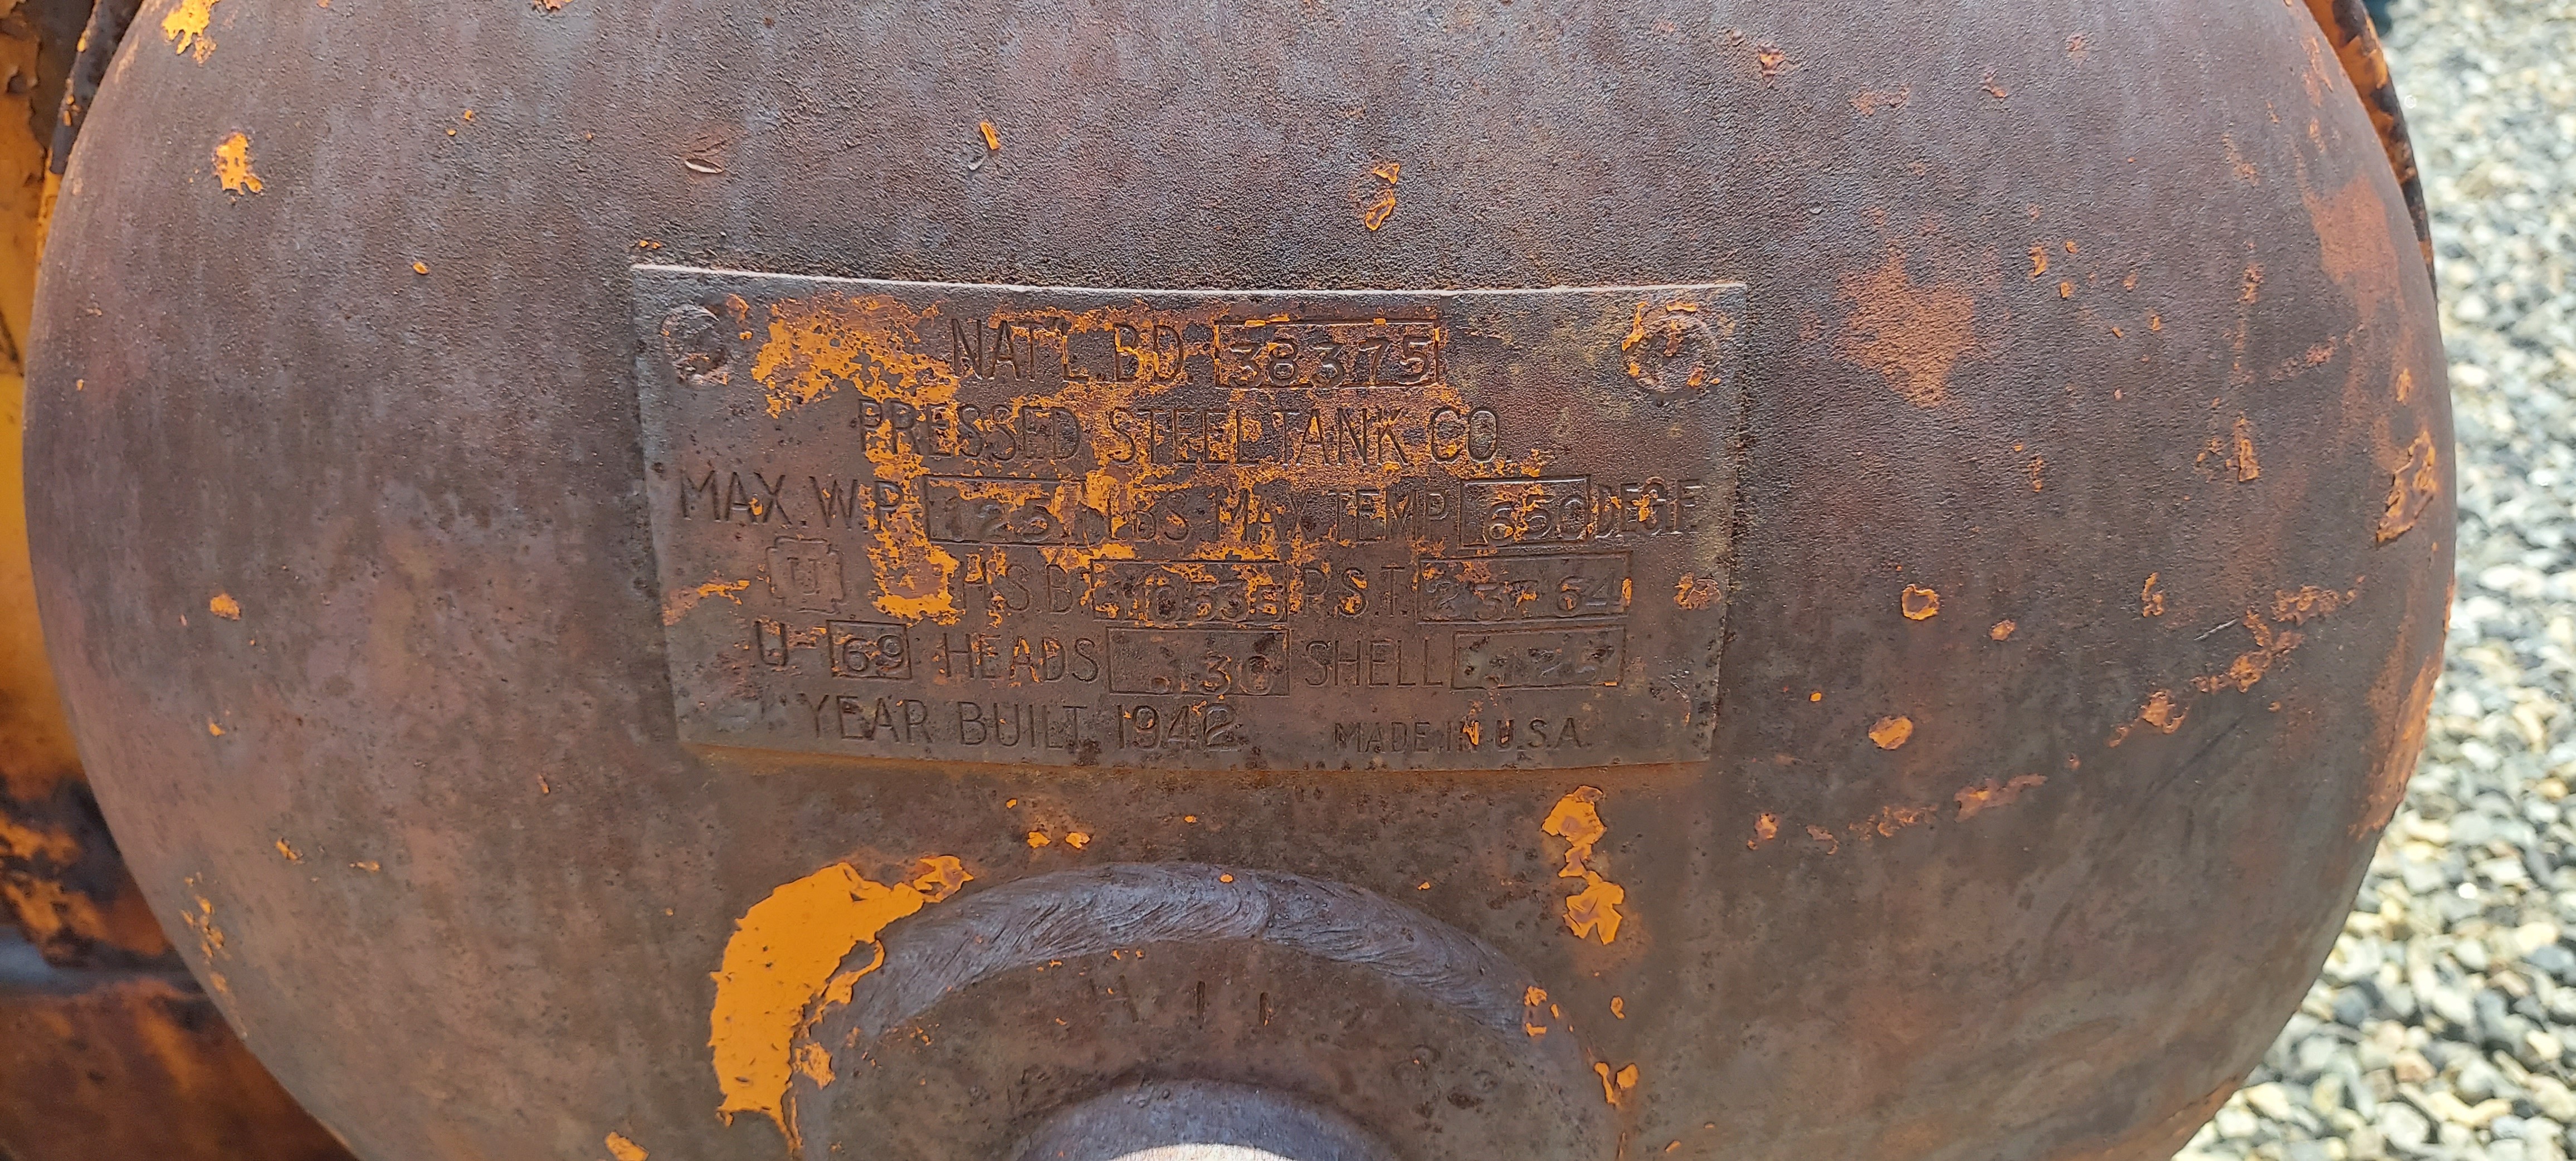 NAT'L. BD 38375
PRESSED STEEL TANK CO.
MAX. W.P. 125 LBS MAX. TEMP. 650 DEG F
U H.S.B. P.S.T. 23764
U-69 HEADS .130 SHELL
YEAR BUILT 1942 MADE IN U.S.A.